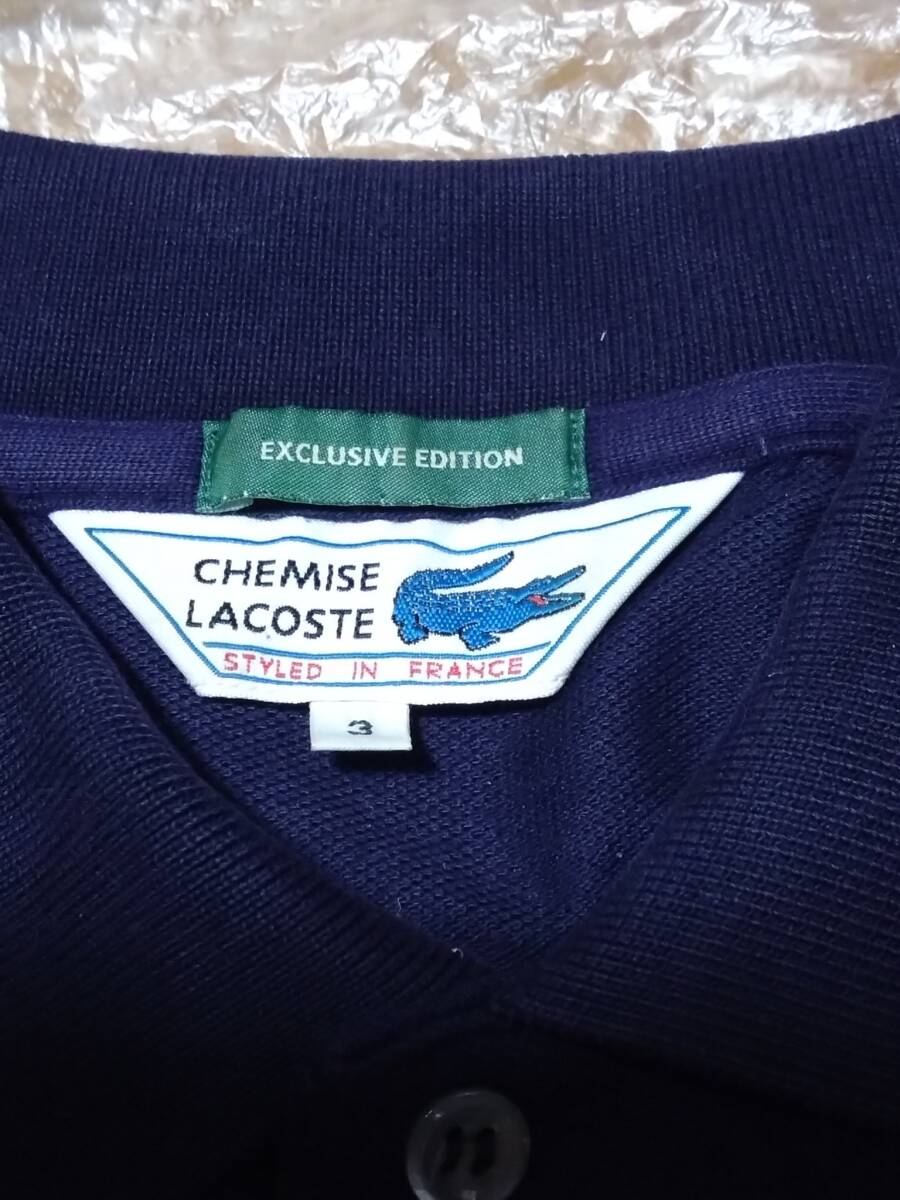 EXCLUSIVE EDITION
CHEMISE
LACOSTE
STYLED IN FRANCE
3